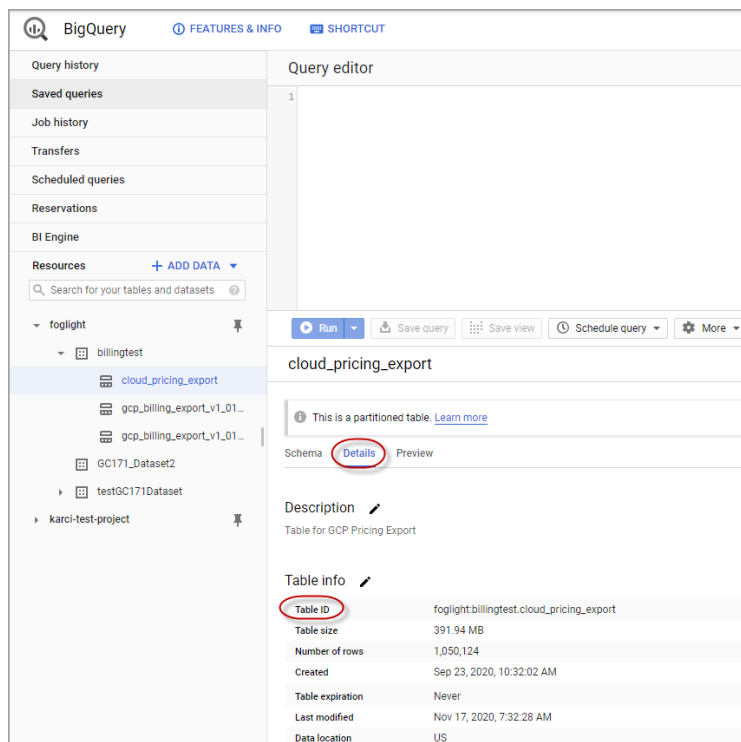 BigQuery FEATURES & INFO SHORTCUT
Query history
Saved queries
Job history
Transfers
Scheduled queries
Reservations
BI Engine
Resources + ADD DATA
Search for your tables and datasets
foglight
billingtest
cloud_pricing_export
gcp_billing_export_v1_01...
gcp_billing_export_v1_01...
GC171_Dataset2
testGC171Dataset
karci-test-project
Query editor
1
Run Save query Save view Schedule query More
cloud_pricing_export
This is a partitioned table. Learn more
Schema Details Preview
Description
Table for GCP Pricing Export
Table info
Table ID foglight:billingtest.cloud_pricing_export
Table size 391.94 MB
Number of rows 1,050,124
Created Sep 23, 2020, 10:32:02 AM
Table expiration Never
Last modified Nov 17, 2020, 7:32:28 AM
Data location US